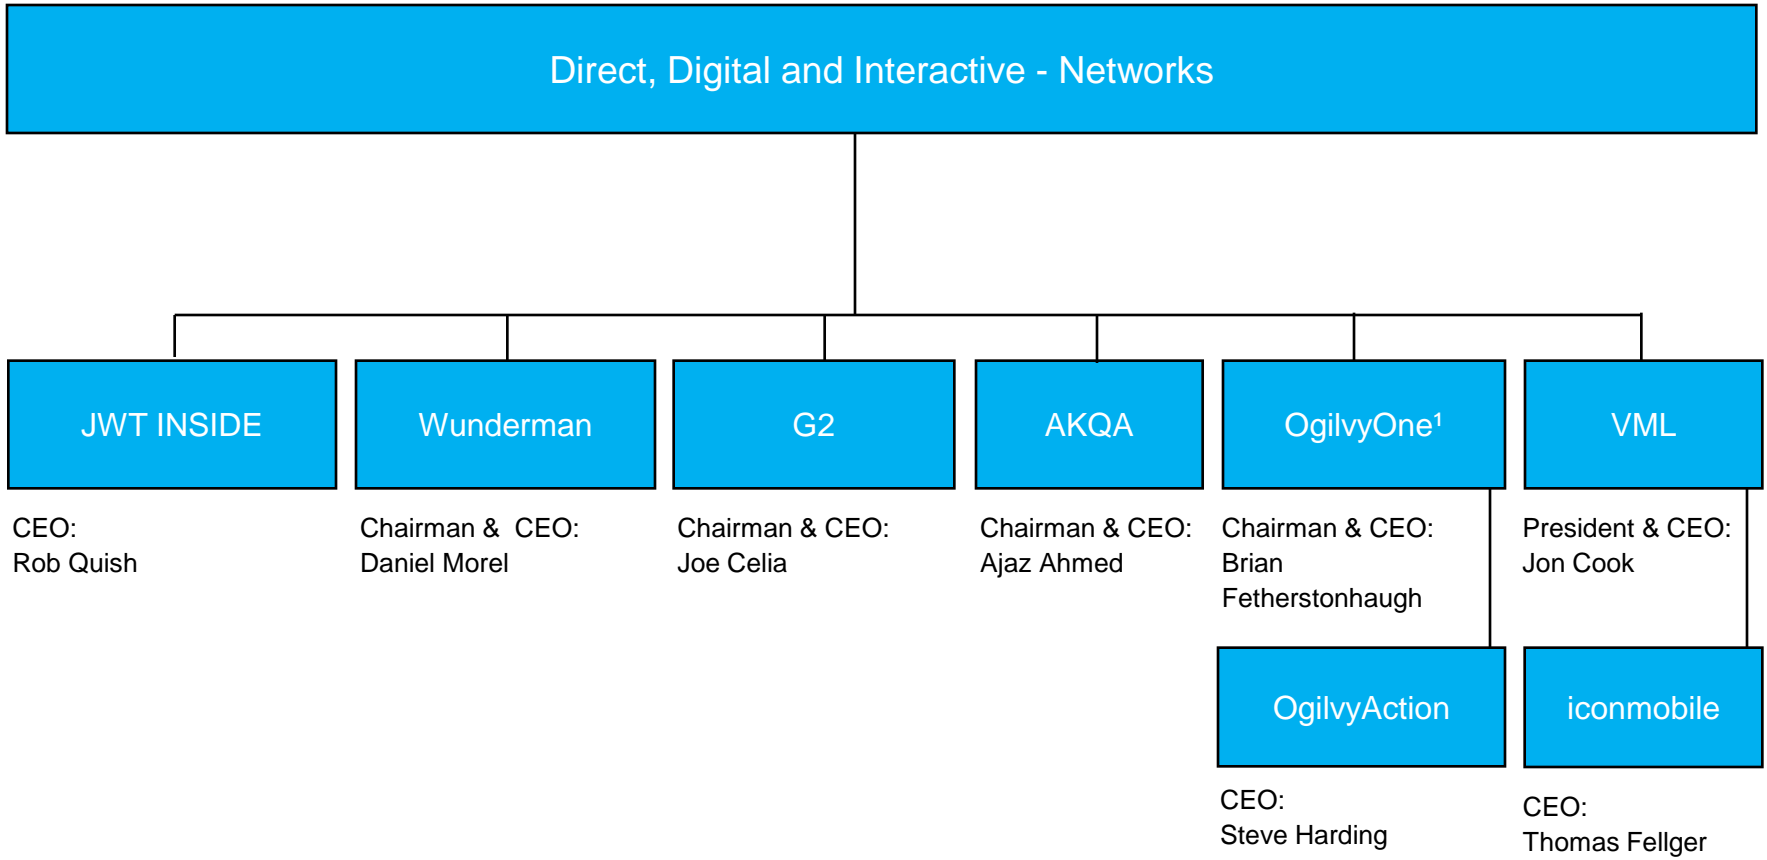 Direct, Digital and Interactive - Networks
JWT INSIDE
Wunderman
G2
AKQA
OgilvyOne¹
VML
CEO:
Rob Quish
Chairman &  CEO:
Daniel Morel
Chairman & CEO:
Joe Celia
Chairman & CEO:
Ajaz Ahmed
Chairman & CEO:
Brian
Fetherstonhaugh
President & CEO:
Jon Cook
OgilvyAction
iconmobile
CEO:
Steve Harding
CEO:
Thomas Fellger